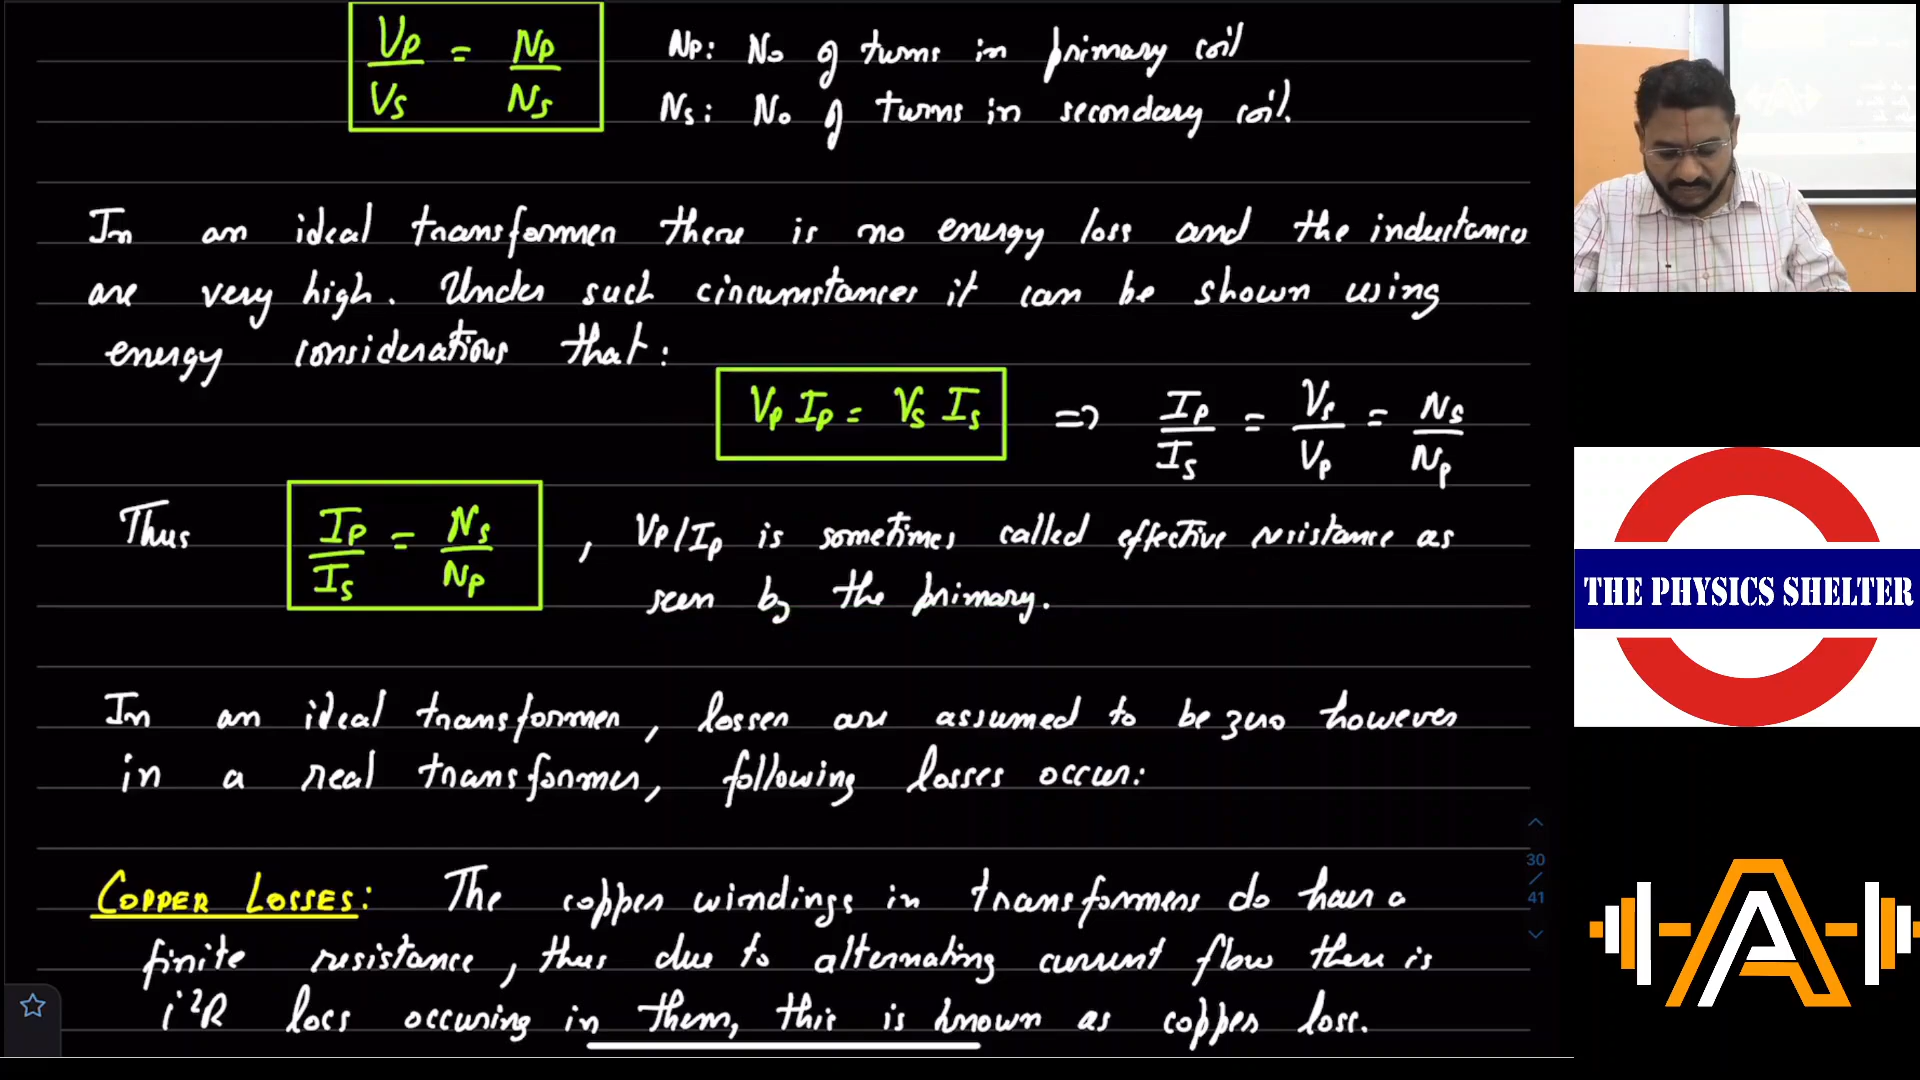 VP/VS = NP/NS
NP: No of turns in primary coil
NS: No of turns in secondary coil.
In an ideal transformer there is no energy loss and the inductances
are very high. Under such circumstances it can be shown using
energy considerations that:
VP IP = VS IS => IP/IS = VS/VP = NS/NP
Thus IP/IS = NS/NP , VP/IP is sometimes called effective resistance as
seen by the primary.
In an ideal transformer, losses are assumed to be zero however
in a real transformer, following losses occur:
COPPER LOSSES: The copper windings in transformers do have a
finite resistance, thus due to alternating current flow there is
i²R loss occuring in them, this is known as copper loss.
30
/
41
THE PHYSICS SHELTER
A